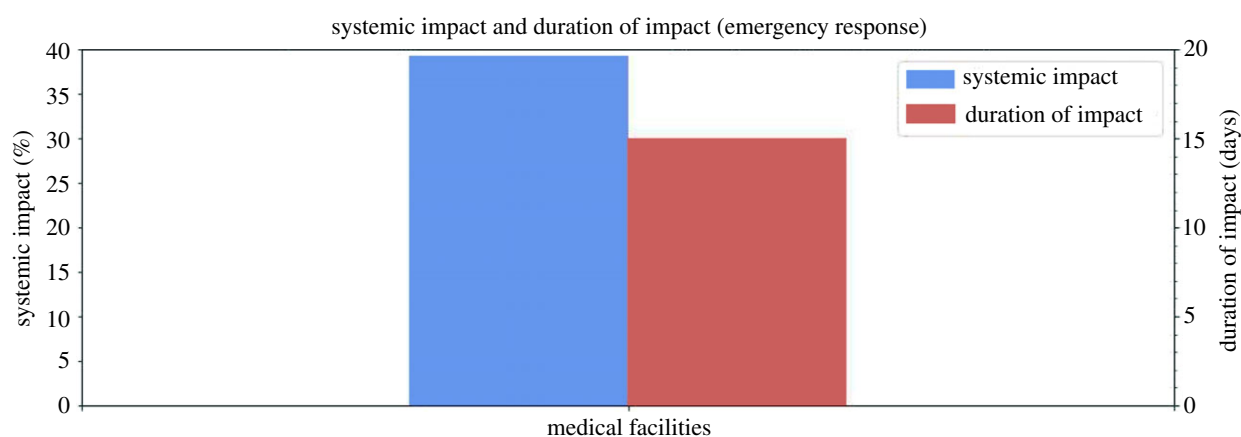 systemic impact and duration of impact (emergency response)
systemic impact (%)
40
35
30
25
20
15
10
5
0
systemic impact
duration of impact
20
15
10
5
0
duration of impact (days)
medical facilities